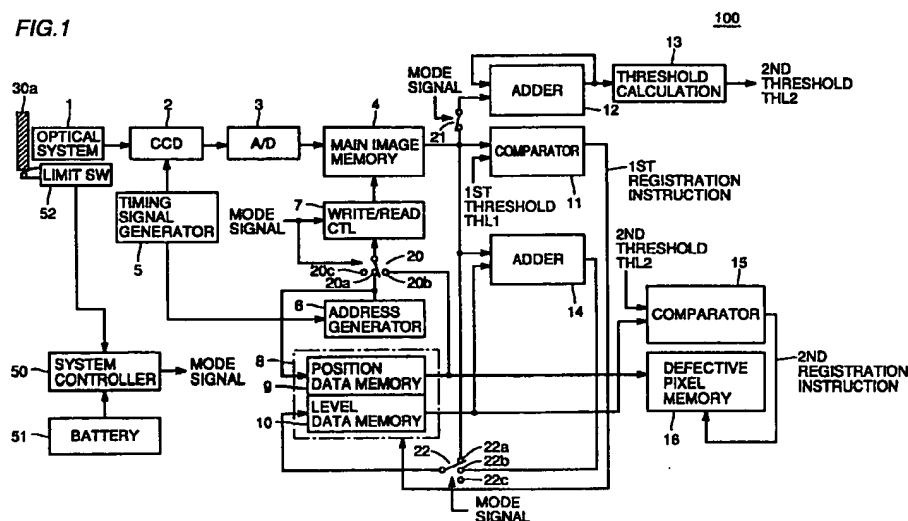 FIG.1
100
30a
1
OPTICAL
SYSTEM
LIMIT SW
52
2
CCD
3
A/D
4
MAIN IMAGE
MEMORY
MODE
SIGNAL
21
ADDER
12
13
THRESHOLD
CALCULATION
2ND
THRESHOLD
THL2
COMPARATOR
11
1ST
THRESHOLD
THL1
1ST
REGISTRATION
INSTRUCTION
TIMING
SIGNAL
GENERATOR
5
MODE
SIGNAL
7
WRITE/READ
CTL
20
20c
20a
20b
6
ADDRESS
GENERATOR
ADDER
14
2ND
THRESHOLD
THL2
15
COMPARATOR
2ND
REGISTRATION
INSTRUCTION
50
SYSTEM
CONTROLLER
MODE
SIGNAL
51
BATTERY
8
9
POSITION
DATA MEMORY
10
LEVEL
DATA MEMORY
DEFECTIVE
PIXEL
MEMORY
16
22
22a
22b
22c
MODE
SIGNAL